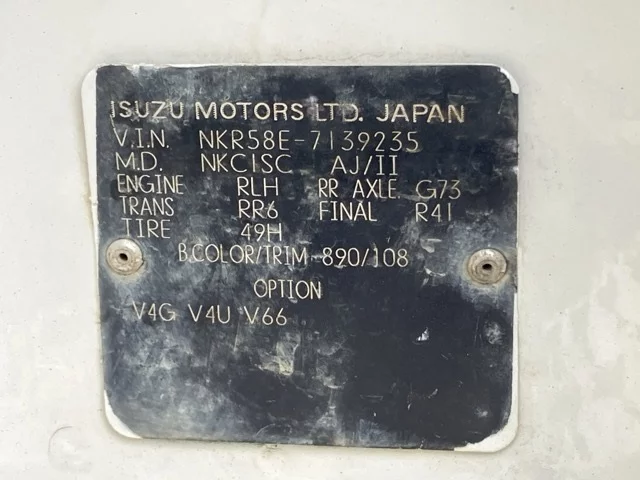 ISUZU MOTORS LTD. JAPAN
V.I.N. NKR58E-7139235
M.D. NKC1SC AJ/II
ENGINE RLH RR AXLE G73
TRANS RR6 FINAL R41
TIRE 49H
B.COLOR/TRIM 890/108
OPTION
V4G V4U V66